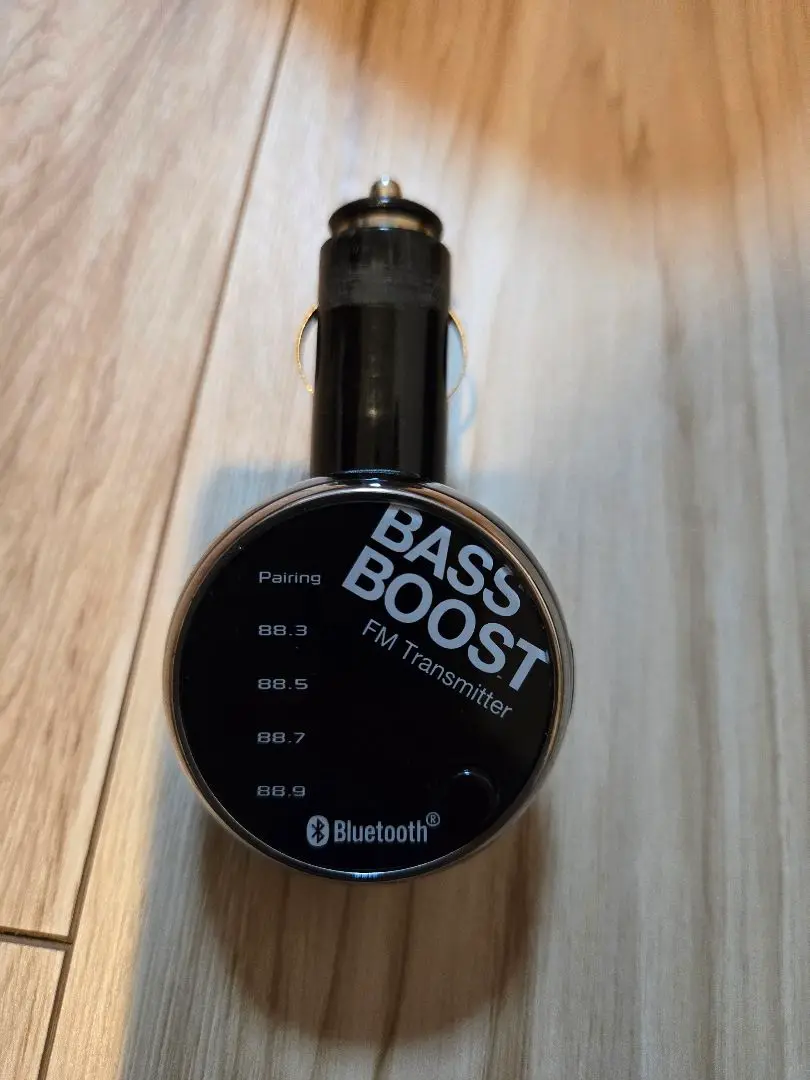 BASS
BOOST
FM Transmitter
Pairing
88.3
88.5
88.7
88.9
Bluetooth®